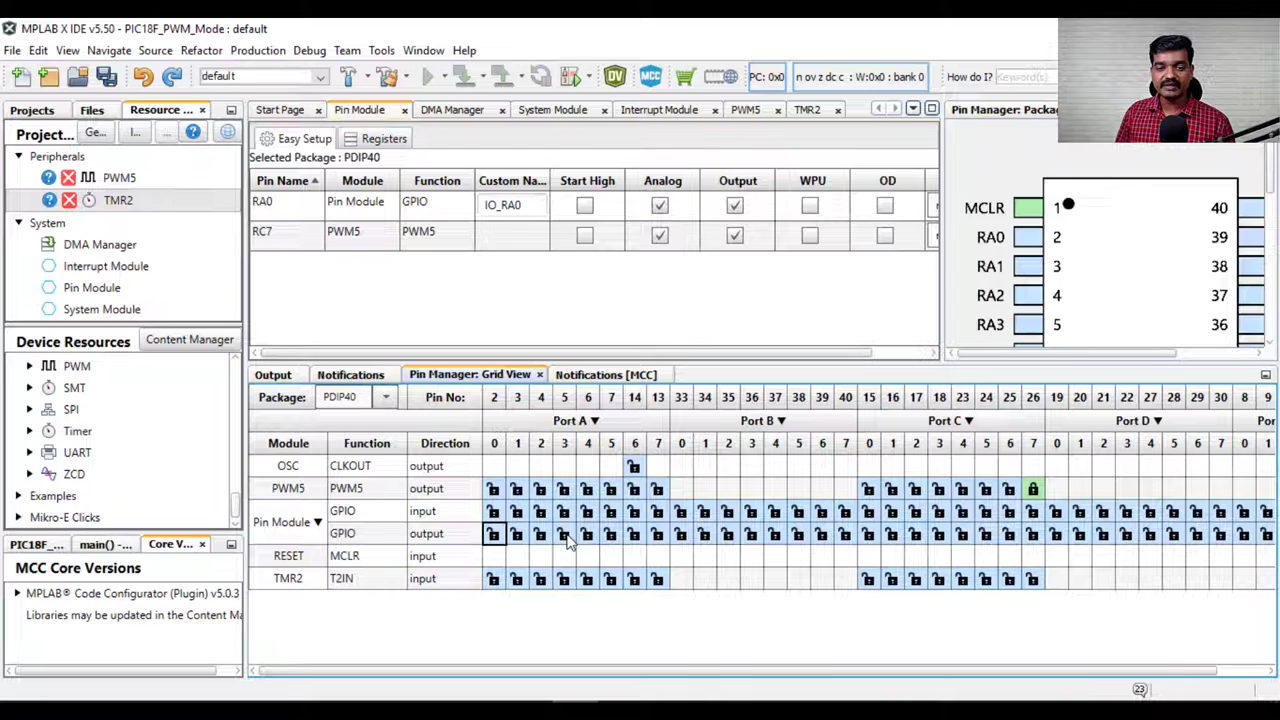 MPLAB X IDE v5.50 - PIC18F_PWM_Mode : default
File Edit View Navigate Source Refactor Production Debug Team Tools Window Help
default PC: 0x0 n ov z dc c : W:0x0 : bank 0 How do I? Keyword(s)
Projects Files Resource ... Start Page Pin Module DMA Manager System Module Interrupt Module PWM5 TMR2 Pin Manager: Packa
Project... Ge... I... ... Easy Setup Registers
Selected Package : PDIP40
Peripherals
PWM5
TMR2
System
DMA Manager
Interrupt Module
Pin Module
System Module
Pin Name Module Function Custom Na... Start High Analog Output WPU OD
RA0 Pin Module GPIO IO_RA0
RC7 PWM5 PWM5
MCLR 1 40
RA0 2 39
RA1 3 38
RA2 4 37
RA3 5 36
Device Resources Content Manager
PWM
SMT
SPI
Timer
UART
ZCD
Examples
Mikro-E Clicks
Output Notifications Pin Manager: Grid View Notifications [MCC]
Package: PDIP40 Pin No: 2 3 4 5 6 7 14 13 33 34 35 36 37 38 39 40 15 16 17 18 23 24 25 26 19 20 21 22 27 28 29 30 8 9
Port A ▼ Port B ▼ Port C ▼ Port D ▼ Por
Module Function Direction 0 1 2 3 4 5 6 7 0 1 2 3 4 5 6 7 0 1 2 3 4 5 6 7 0 1 2 3 4 5 6 7 0 1
OSC CLKOUT output
PWM5 PWM5 output
Pin Module ▼ GPIO input
GPIO output
RESET MCLR input
TMR2 T2IN input
PIC18F_... main() -... Core V...
MCC Core Versions
MPLAB® Code Configurator (Plugin) v5.0.3
Libraries may be updated in the Content Ma
23